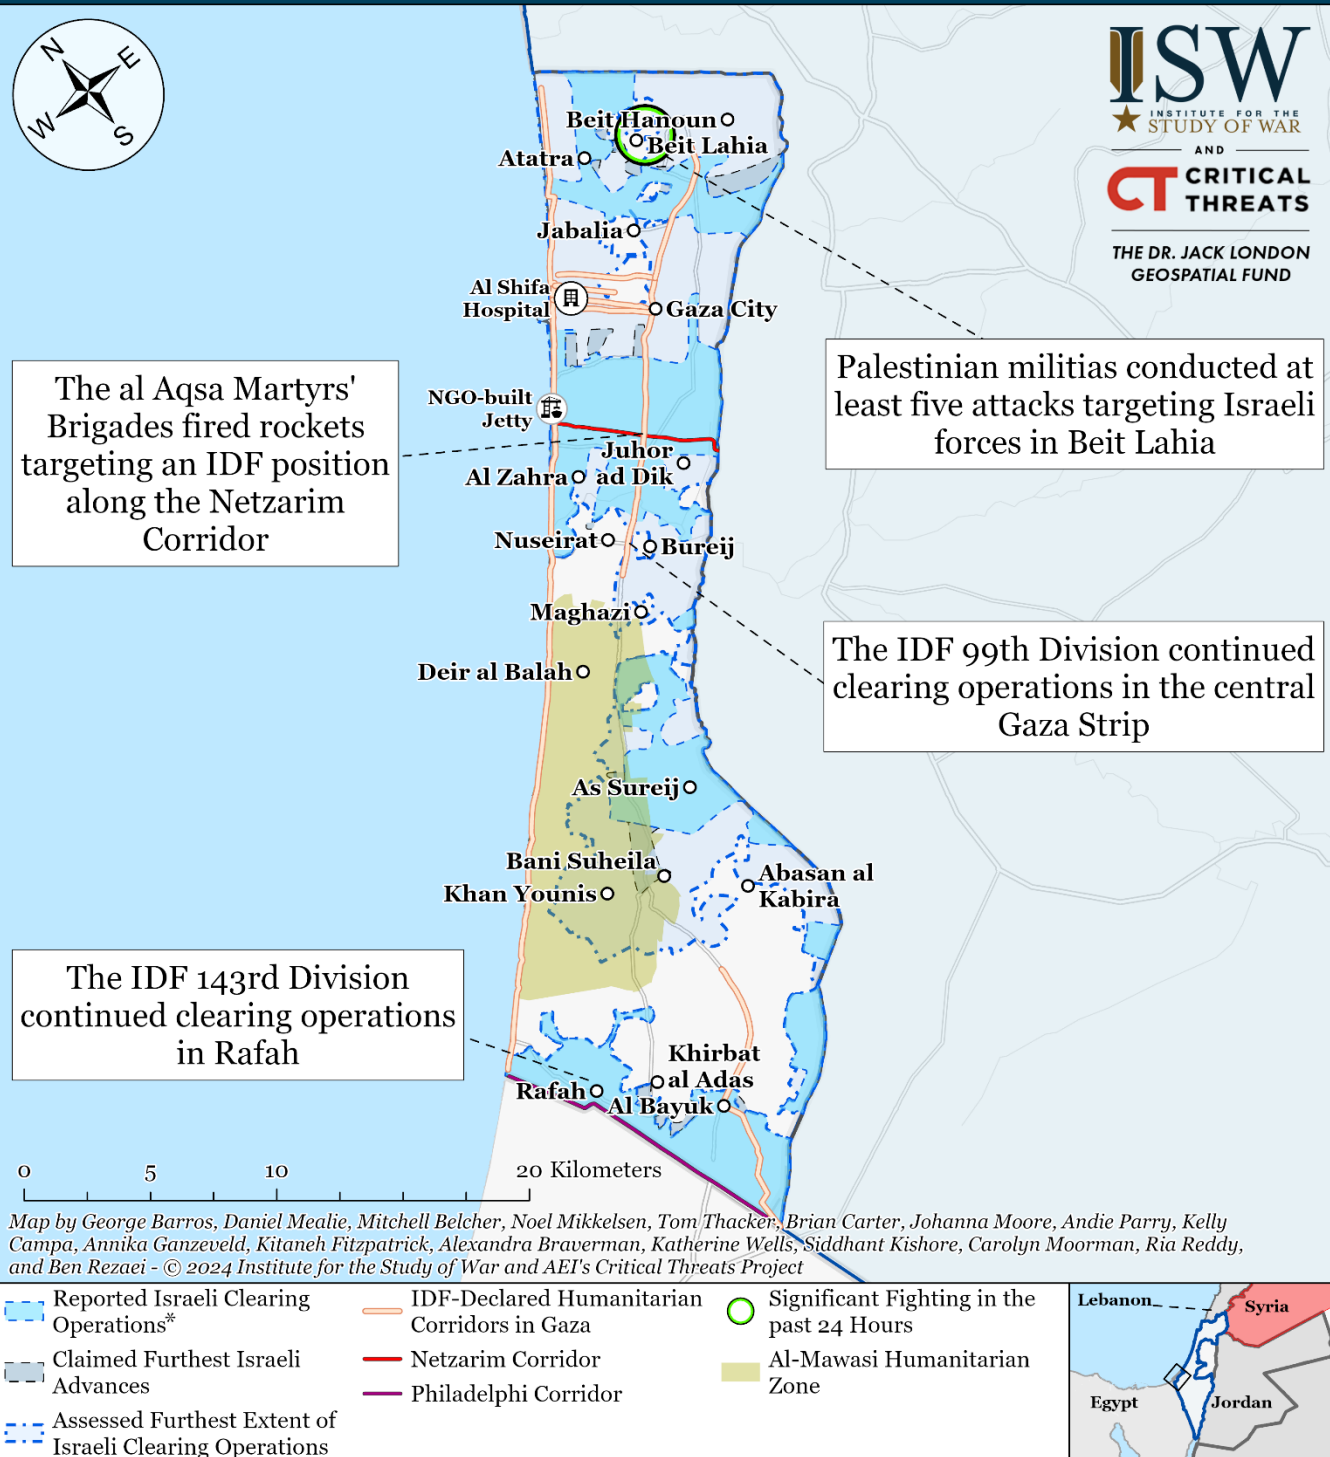 N
E
W
S
ISW
INSTITUTE FOR THE
STUDY OF WAR
AND
CT CRITICAL
THREATS
THE DR. JACK LONDON
GEOSPATIAL FUND
Beit Hanoun
Beit Lahia
Atatra
Jabalia
Al Shifa
Hospital
Gaza City
Palestinian militias conducted at
least five attacks targeting Israeli
forces in Beit Lahia
The al Aqsa Martyrs'
Brigades fired rockets
targeting an IDF position
along the Netzarim
Corridor
NGO-built
Jetty
Juhor
ad Dik
Al Zahra
Nuseirat
Bureij
Maghazi
The IDF 99th Division continued
clearing operations in the central
Gaza Strip
Deir al Balah
As Sureij
Bani Suheila
Khan Younis
Abasan al
Kabira
The IDF 143rd Division
continued clearing operations
in Rafah
Khirbat
al Adas
Rafah
Al Bayuk
0 5 10 20 Kilometers
Map by George Barros, Daniel Mealie, Mitchell Belcher, Noel Mikkelsen, Tom Thacker, Brian Carter, Johanna Moore, Andie Parry, Kelly
Campa, Annika Ganzeveld, Kitaneh Fitzpatrick, Alexandra Braverman, Katherine Wells, Siddhant Kishore, Carolyn Moorman, Ria Reddy,
and Ben Rezaei - © 2024 Institute for the Study of War and AEI's Critical Threats Project
Reported Israeli Clearing
Operations*
Claimed Furthest Israeli
Advances
Assessed Furthest Extent of
Israeli Clearing Operations
IDF-Declared Humanitarian
Corridors in Gaza
Netzarim Corridor
Philadelphi Corridor
Significant Fighting in the
past 24 Hours
Al-Mawasi Humanitarian
Zone
Lebanon
Syria
Egypt
Jordan